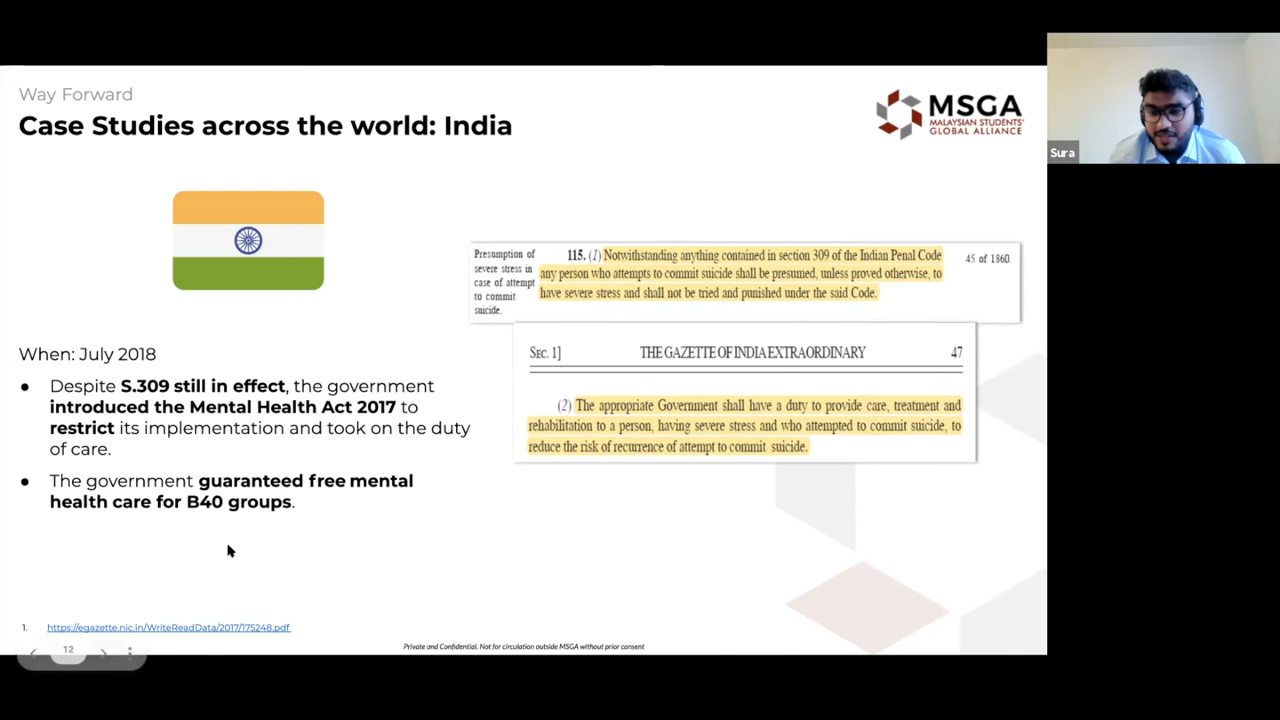 Way Forward
Case Studies across the world: India
MSGA
MALAYSIAN STUDENTS'
GLOBAL ALLIANCE
Sura
Presumption of
severe stress in
case of attempt
to commit
suicide.
115. (1) Notwithstanding anything contained in section 309 of the Indian Penal Code
any person who attempts to commit suicide shall be presumed, unless proved otherwise, to
have severe stress and shall not be tried and punished under the said Code.
45 of 1860.
SEC. 1] THE GAZETTE OF INDIA EXTRAORDINARY 47
(2) The appropriate Government shall have a duty to provide care, treatment and
rehabilitation to a person, having severe stress and who attempted to commit suicide, to
reduce the risk of recurrence of attempt to commit suicide.
When: July 2018
● Despite S.309 still in effect, the government
introduced the Mental Health Act 2017 to
restrict its implementation and took on the duty
of care.
● The government guaranteed free mental
health care for B40 groups.
1. https://egazette.nic.in/WriteReadData/2017/175248.pdf
Private and Confidential. Not for circulation outside MSGA without prior consent
12